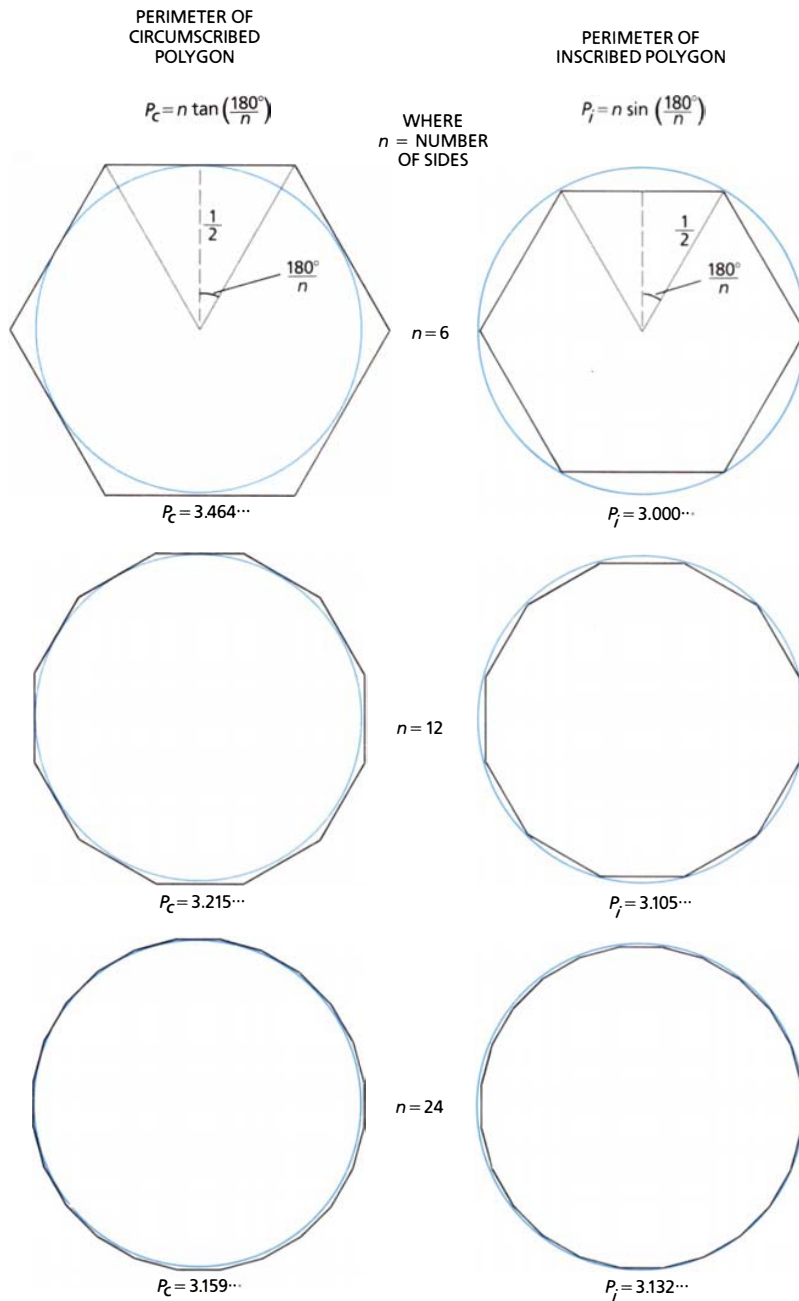 PERIMETER OF
CIRCUMSCRIBED
POLYGON
P_c = n tan (180°/n)
WHERE
n = NUMBER
OF SIDES
PERIMETER OF
INSCRIBED POLYGON
P_i = n sin (180°/n)
1/2
180°/n
n = 6
1/2
180°/n
P_c = 3.464···
P_i = 3.000···
n = 12
P_c = 3.215···
P_i = 3.105···
n = 24
P_c = 3.159···
P_i = 3.132···